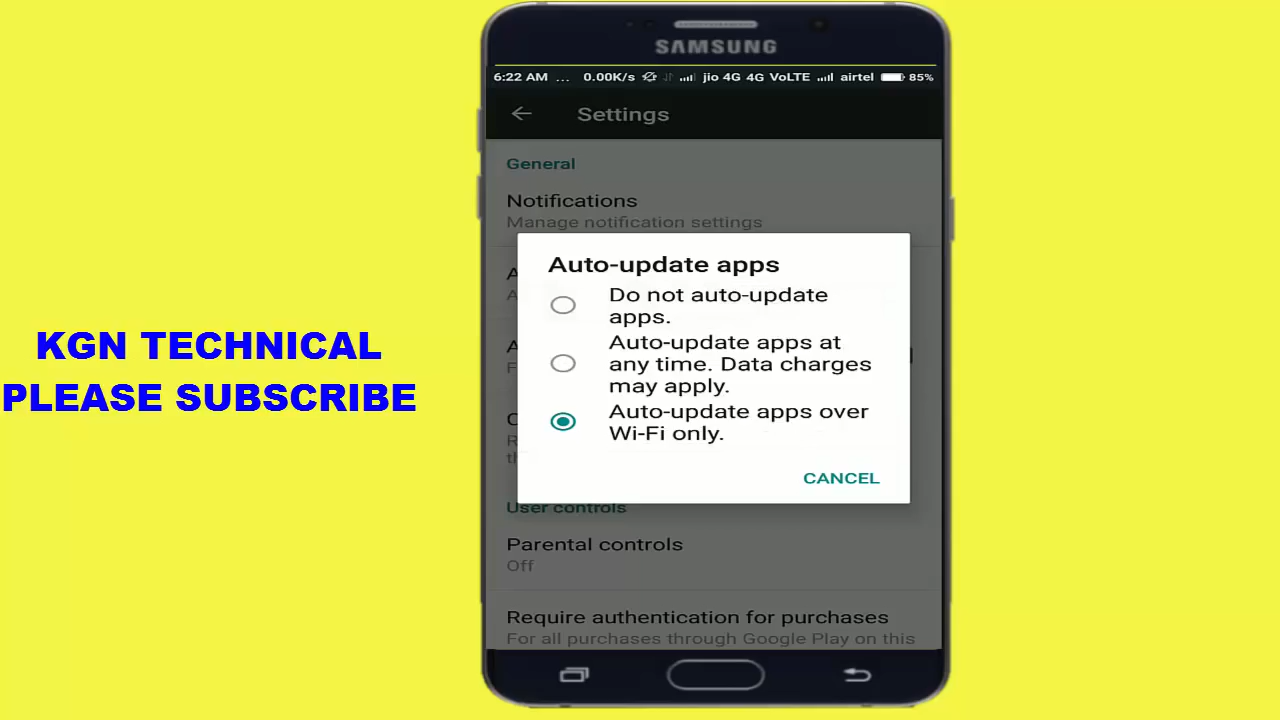 SAMSUNG
6:22 AM ... 0.00K/s jio 4G 4G VoLTE airtel 85%
Settings
General
Notifications
Manage notification settings
Auto-update apps
Do not auto-update
apps.
Auto-update apps at
any time. Data charges
may apply.
Auto-update apps over
Wi-Fi only.
CANCEL
User controls
Parental controls
Off
Require authentication for purchases
For all purchases through Google Play on this
KGN TECHNICAL
PLEASE SUBSCRIBE